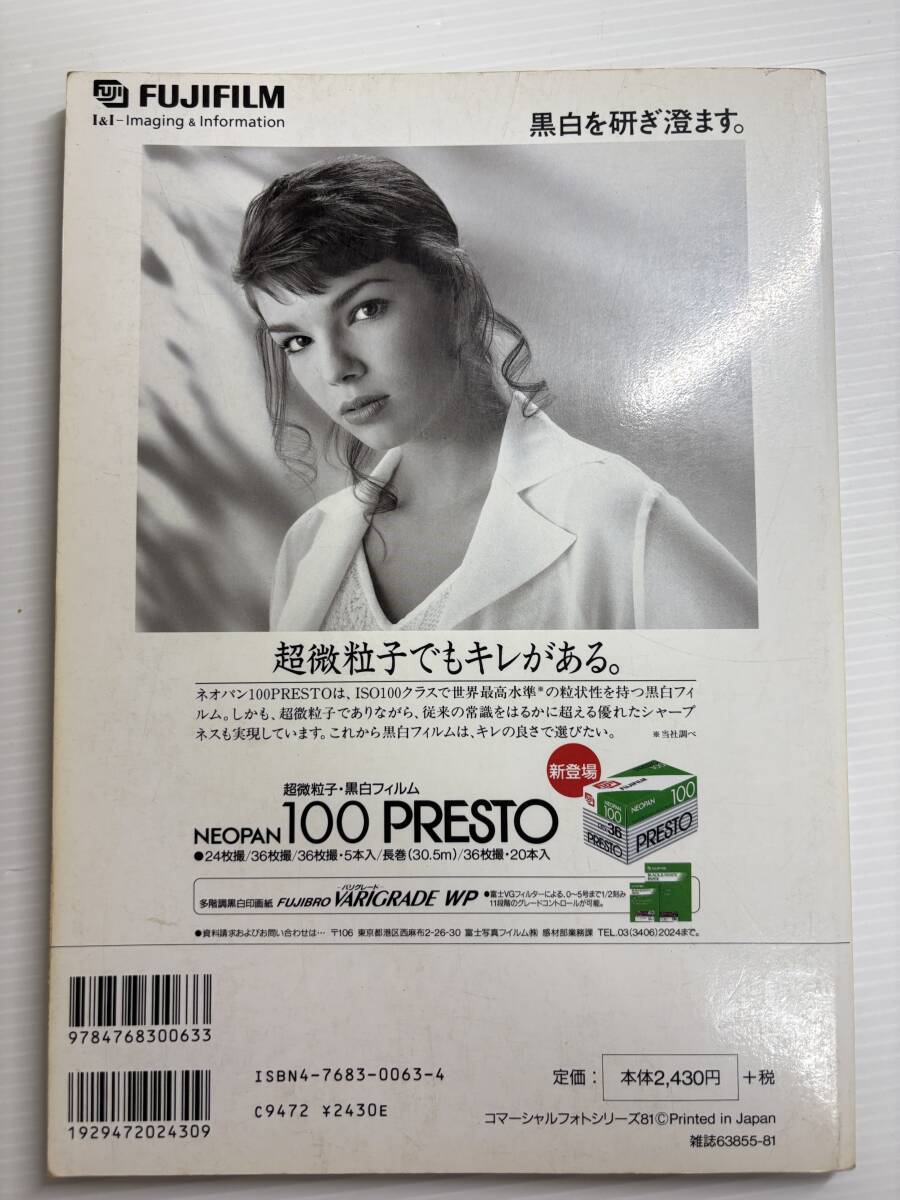 FUJI FUJIFILM
I&I-Imaging & Information
黒白を研ぎ澄ます。
超微粒子でもキレがある。
ネオパン100PRESTOは、ISO100クラスで世界最高水準※の粒状性を持つ黒白フィ
ルム。しかも、超微粒子でありながら、従来の常識をはるかに超える優れたシャープ
ネスも実現しています。これから黒白フィルムは、キレの良さで選びたい。 ※当社調べ
新登場
超微粒子・黒白フィルム
NEOPAN 100 PRESTO
●24枚撮/36枚撮/36枚撮・5本入/長巻(30.5m)/36枚撮・20本入
FUJIFILM
NEOPAN 100
NEOPAN 100
36
PRESTO
PRESTO
多階調黒白印画紙 FUJIBRO VARIGRADE WP
-バリグレード-
●富士VGフィルターによる、0〜5号まで1/2刻み
11段階のグレードコントロールが可能。
●資料請求およびお問い合わせは… 〒106 東京都港区西麻布2-26-30 富士写真フイルム㈱ 感材部業務課 TEL.03(3406)2024まで。
9784768300633
ISBN4-7683-0063-4
定価： 本体2,430円 +税
C9472 ¥2430E
1929472024309
コマーシャルフォトシリーズ81©Printed in Japan
雑誌63855-81